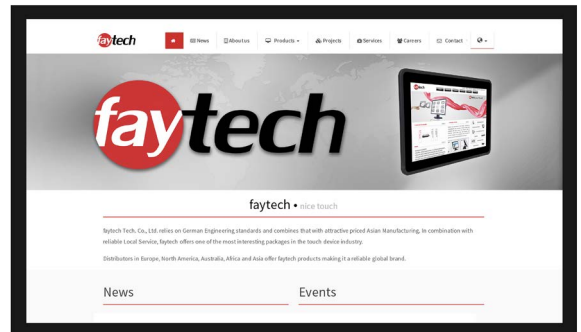 faytech
News
About us
Products
Projects
Services
Careers
Contact
faytech
faytech • nice touch
faytech Tech. Co., Ltd. relies on German Engineering standards and combines that with attractive priced Asian Manufacturing. In combination with
reliable Local Service, faytech offers one of the most interesting packages in the touch device industry.
Distributors in Europe, North America, Australia, Africa and Asia offer faytech products making it a reliable global brand.
News
Events